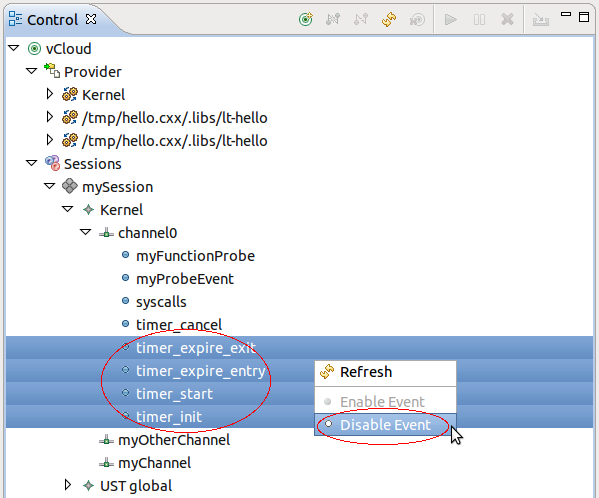 Control
vCloud
Provider
Kernel
/tmp/hello.cxx/.libs/lt-hello
/tmp/hello.cxx/.libs/lt-hello
Sessions
mySession
Kernel
channel0
myFunctionProbe
myProbeEvent
syscalls
timer_cancel
timer_expire_exit
timer_expire_entry
timer_start
timer_init
myOtherChannel
myChannel
UST global
Refresh
Enable Event
Disable Event